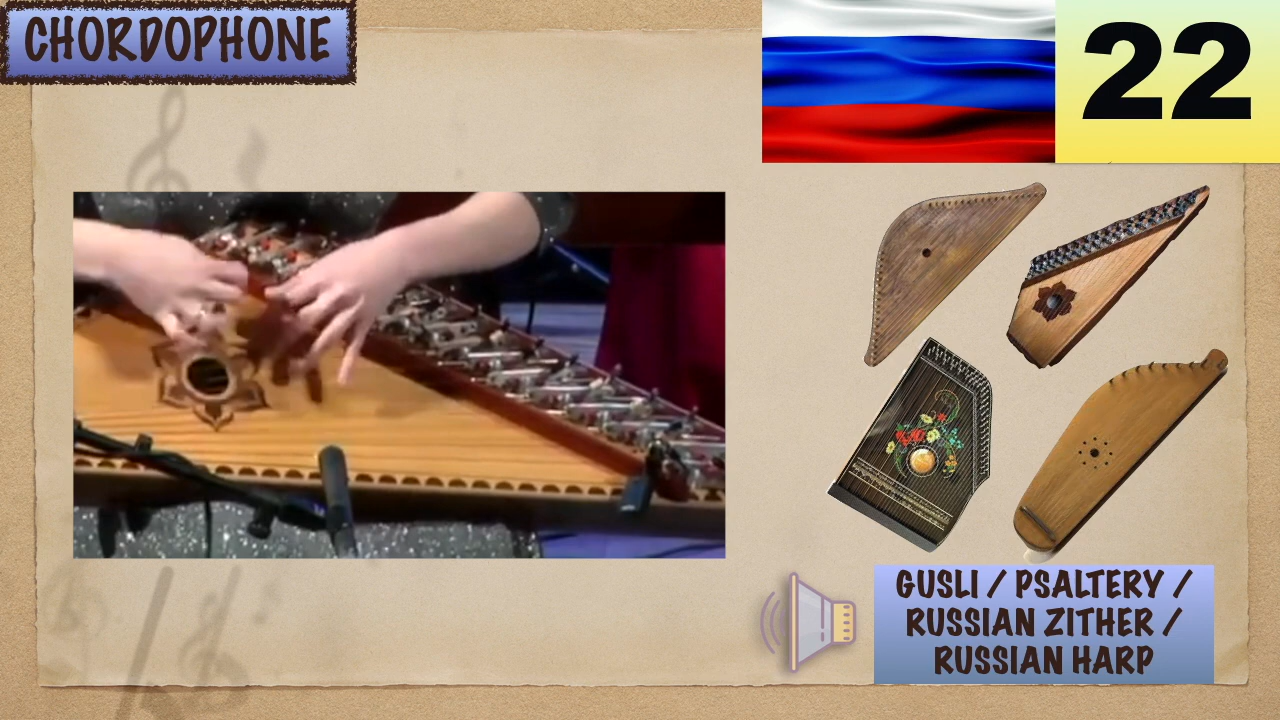 CHORDOPHONE
22
GUSLI / PSALTERY /
RUSSIAN ZITHER /
RUSSIAN HARP